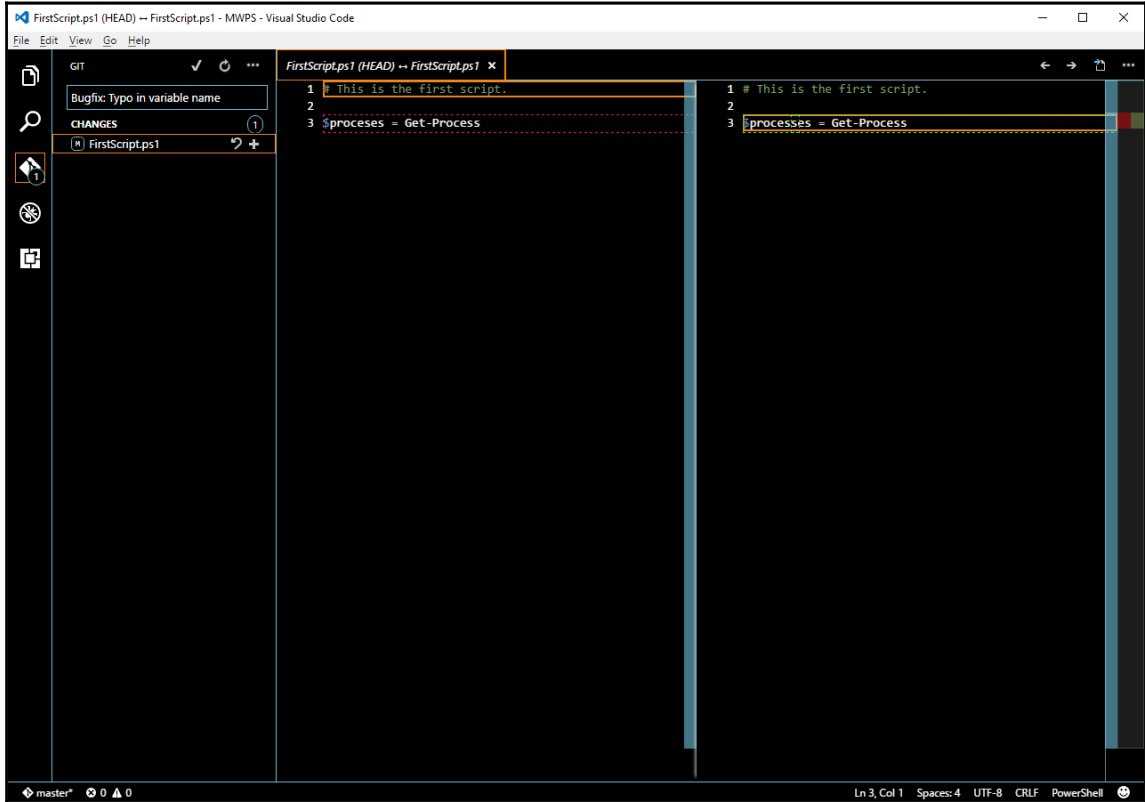 FirstScript.ps1 (HEAD) ↔ FirstScript.ps1 - MWPS - Visual Studio Code
File Edit View Go Help
GIT
Bugfix: Typo in variable name
CHANGES 1
M FirstScript.ps1
1
FirstScript.ps1 (HEAD) ↔ FirstScript.ps1
1 # This is the first script.
2
3 $proceses = Get-Process
1 # This is the first script.
2
3 $processes = Get-Process
master* 0 0
Ln 3, Col 1 Spaces: 4 UTF-8 CRLF PowerShell